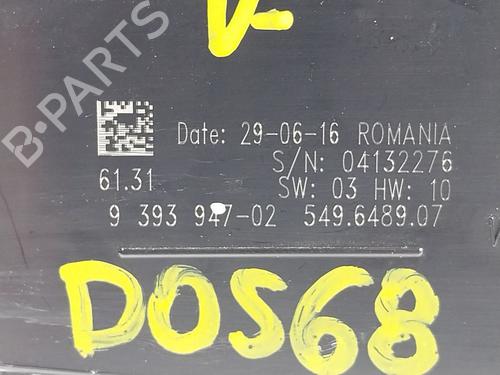 V-
B-PARTS
Date: 29-06-16 ROMANIA
S/N: 04132276
61.31
SW: 03 HW: 10
9 393 947-02 549.6489.07
DOS68